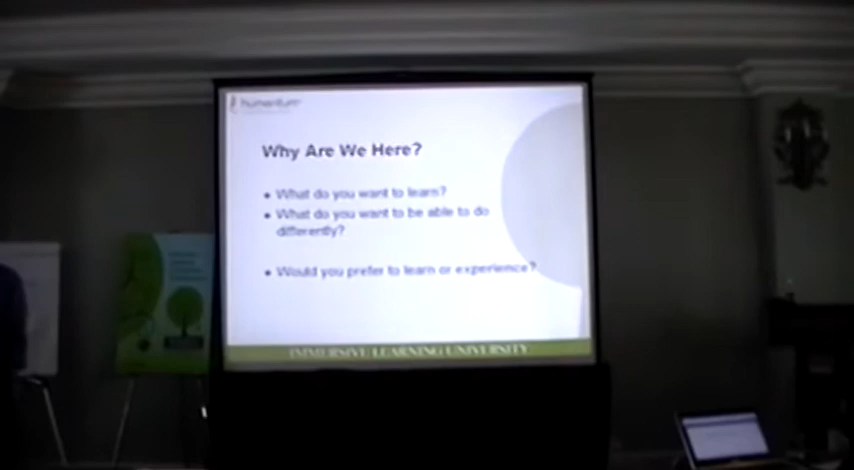 Why Are We Here?
• What do you want to learn?
• What do you want to be able to do
differently?
• Would you prefer to learn or experience?
IMMERSIVE LEARNING UNIVERSITY